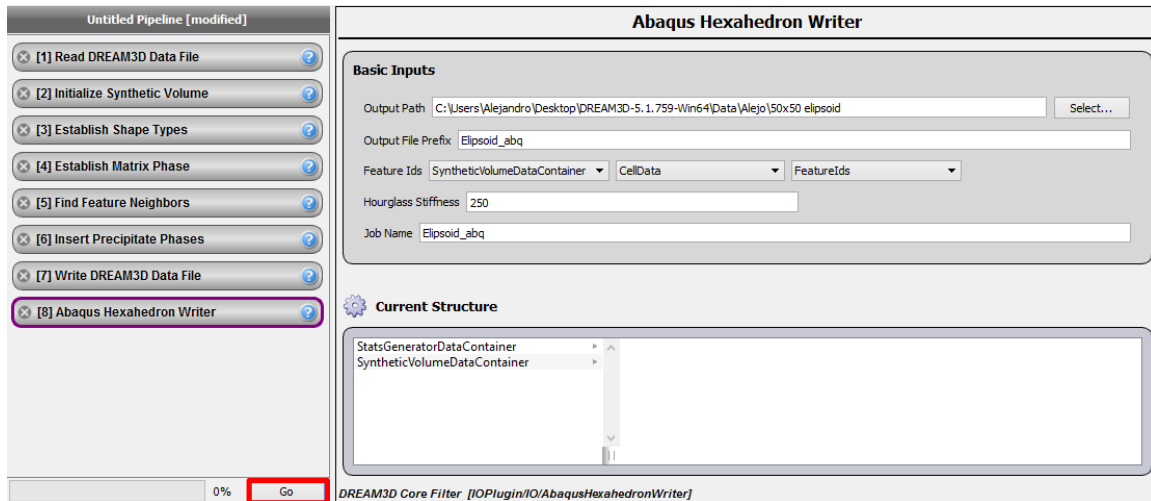 Untitled Pipeline [modified]
[1] Read DREAM3D Data File
[2] Initialize Synthetic Volume
[3] Establish Shape Types
[4] Establish Matrix Phase
[5] Find Feature Neighbors
[6] Insert Precipitate Phases
[7] Write DREAM3D Data File
[8] Abaqus Hexahedron Writer
0% Go
Abaqus Hexahedron Writer
Basic Inputs
Output Path C:\Users\Alejandro\Desktop\DREAM3D-5.1.759-Win64\Data\Alejo\50x50 elipsoid Select...
Output File Prefix Elipsoid_abq
Feature Ids SyntheticVolumeDataContainer CellData FeatureIds
Hourglass Stiffness 250
Job Name Elipsoid_abq
Current Structure
StatsGeneratorDataContainer
SyntheticVolumeDataContainer
DREAM3D Core Filter [IOPlugin/IO/AbaqusHexahedronWriter]